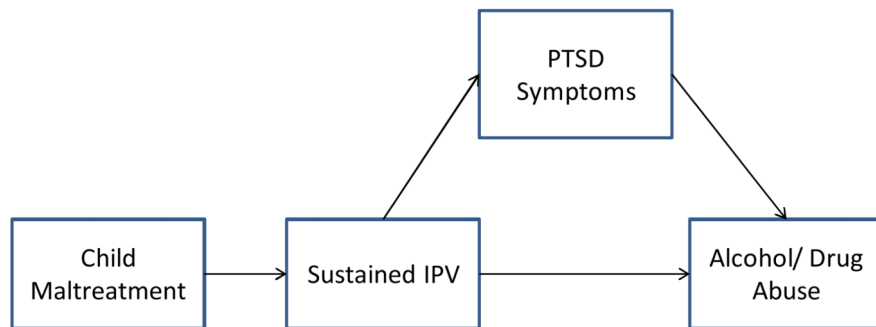 PTSD
Symptoms
Child
Maltreatment
Sustained IPV
Alcohol/ Drug
Abuse